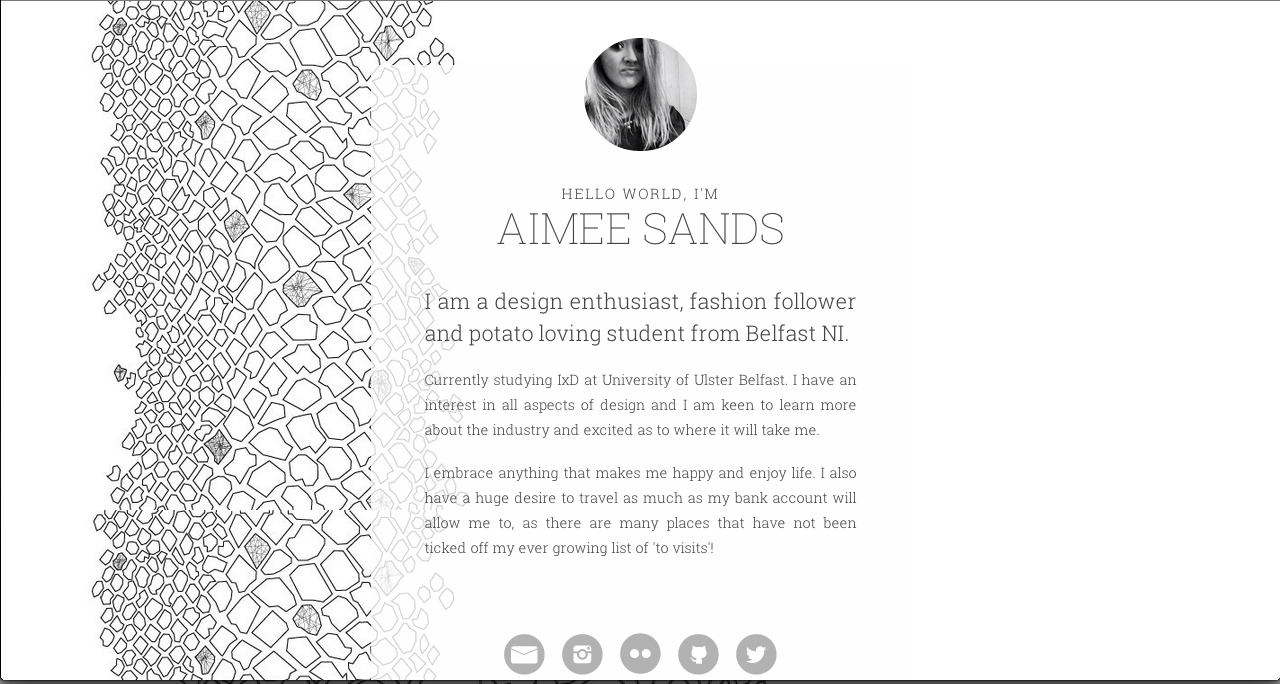 HELLO WORLD, I'M
AIMEE SANDS
I am a design enthusiast, fashion follower
and potato loving student from Belfast NI.
Currently studying IxD at University of Ulster Belfast. I have an
interest in all aspects of design and I am keen to learn more
about the industry and excited as to where it will take me.
I embrace anything that makes me happy and enjoy life. I also
have a huge desire to travel as much as my bank account will
allow me to, as there are many places that have not been
ticked off my ever growing list of 'to visits'!